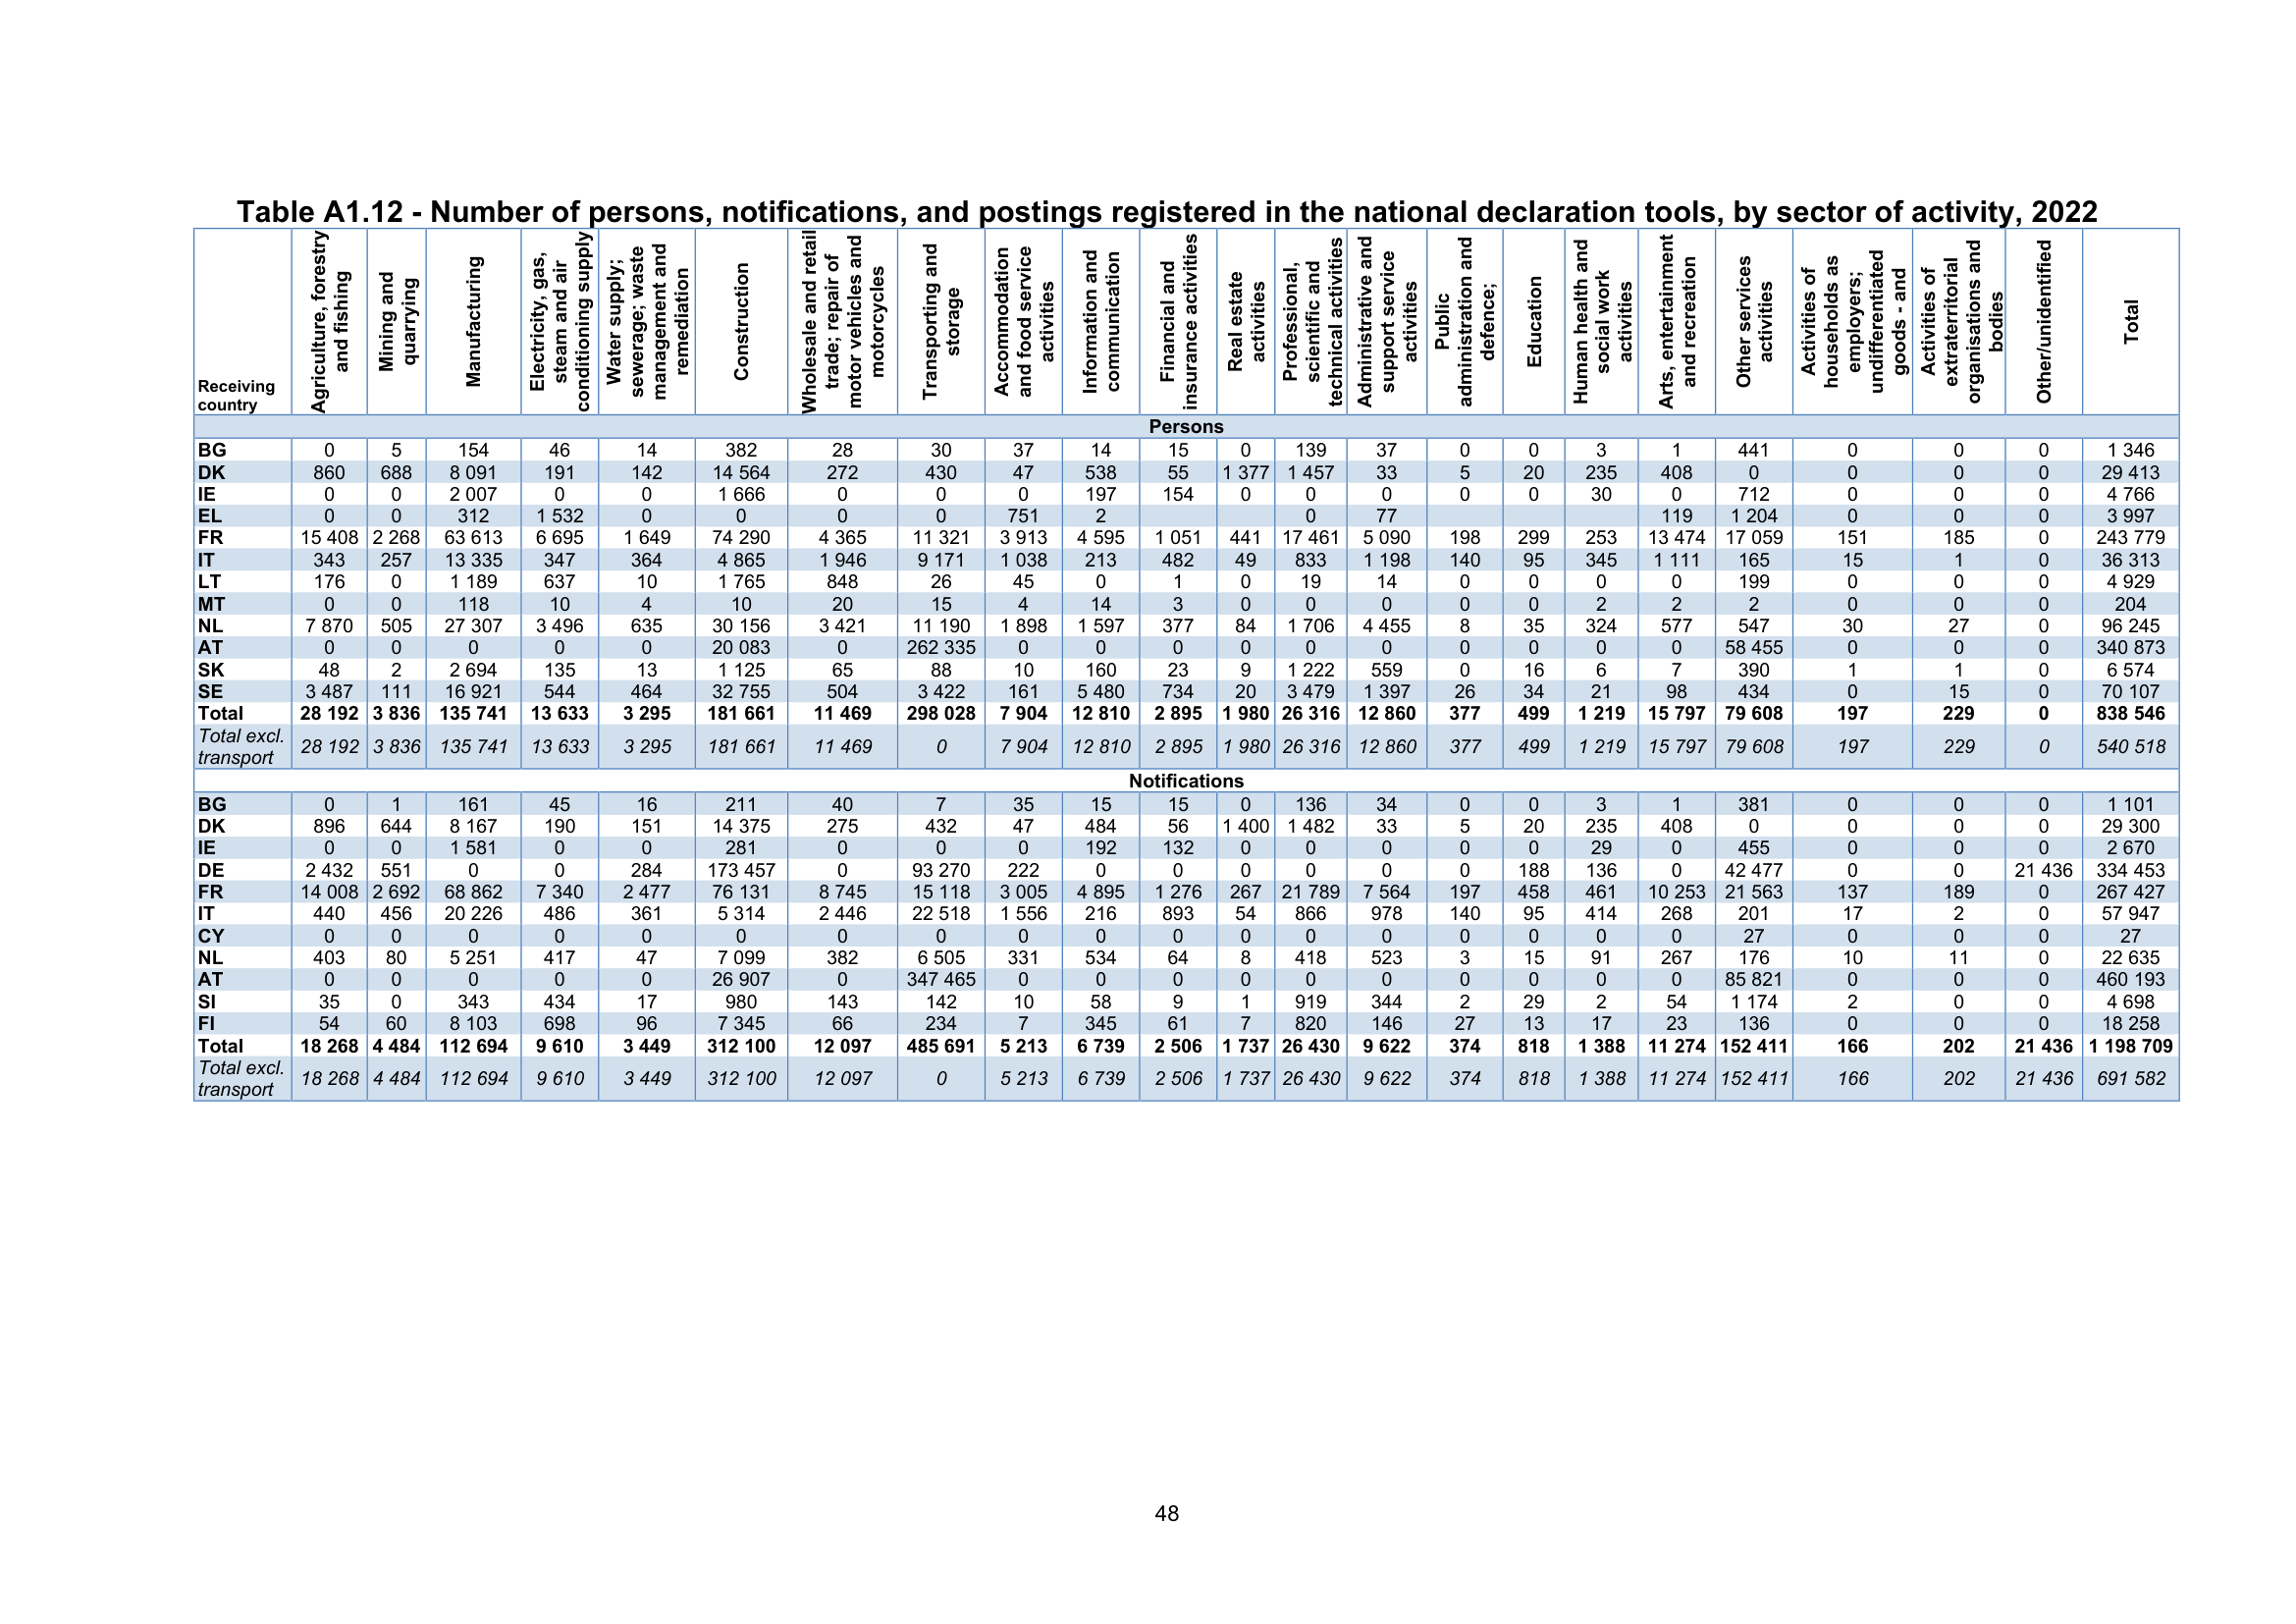 Table A1.12 - Number of persons, notifications, and postings registered in the national declaration tools, by sector of activity, 2022
Receiving country
Agriculture, forestry and fishing
Mining and quarrying
Manufacturing
Electricity, gas, steam and air conditioning supply
Water supply; sewerage; waste management and remediation
Construction
Wholesale and retail trade; repair of motor vehicles and motorcycles
Transporting and storage
Accommodation and food service activities
Information and communication
Financial and insurance activities
Real estate activities
Professional, scientific and technical activities
Administrative and support service activities
Public administration and defence;
Education
Human health and social work activities
Arts, entertainment and recreation
Other services activities
Activities of households as employers; undifferentiated goods - and
Activities of extraterritorial organisations and bodies
Other/unidentified
Total
Persons
BG 0 5 154 46 14 382 28 30 37 14 15 0 139 37 0 0 3 1 441 0 0 0 1 346
DK 860 688 8 091 191 142 14 564 272 430 47 538 55 1 377 1 457 33 5 20 235 408 0 0 0 0 29 413
IE 0 0 2 007 0 0 1 666 0 0 0 197 154 0 0 0 0 0 30 0 712 0 0 0 4 766
EL 0 0 312 1 532 0 0 0 0 751 2 0 77 119 1 204 0 0 0 3 997
FR 15 408 2 268 63 613 6 695 1 649 74 290 4 365 11 321 3 913 4 595 1 051 441 17 461 5 090 198 299 253 13 474 17 059 151 185 0 243 779
IT 343 257 13 335 347 364 4 865 1 946 9 171 1 038 213 482 49 833 1 198 140 95 345 1 111 165 15 1 0 36 313
LT 176 0 1 189 637 10 1 765 848 26 45 0 1 0 19 14 0 0 0 0 199 0 0 0 4 929
MT 0 0 118 10 4 10 20 15 4 14 3 0 0 0 0 0 2 2 2 0 0 0 204
NL 7 870 505 27 307 3 496 635 30 156 3 421 11 190 1 898 1 597 377 84 1 706 4 455 8 35 324 577 547 30 27 0 96 245
AT 0 0 0 0 0 20 083 0 262 335 0 0 0 0 0 0 0 0 0 0 58 455 0 0 0 340 873
SK 48 2 2 694 135 13 1 125 65 88 10 160 23 9 1 222 559 0 16 6 7 390 1 1 0 6 574
SE 3 487 111 16 921 544 464 32 755 504 3 422 161 5 480 734 20 3 479 1 397 26 34 21 98 434 0 15 0 70 107
Total 28 192 3 836 135 741 13 633 3 295 181 661 11 469 298 028 7 904 12 810 2 895 1 980 26 316 12 860 377 499 1 219 15 797 79 608 197 229 0 838 546
Total excl. transport 28 192 3 836 135 741 13 633 3 295 181 661 11 469 0 7 904 12 810 2 895 1 980 26 316 12 860 377 499 1 219 15 797 79 608 197 229 0 540 518
Notifications
BG 0 1 161 45 16 211 40 7 35 15 15 0 136 34 0 0 3 1 381 0 0 0 1 101
DK 896 644 8 167 190 151 14 375 275 432 47 484 56 1 400 1 482 33 5 20 235 408 0 0 0 0 29 300
IE 0 0 1 581 0 0 281 0 0 0 192 132 0 0 0 0 0 29 0 455 0 0 0 2 670
DE 2 432 551 0 0 284 173 457 0 93 270 222 0 0 0 0 0 0 188 136 0 42 477 0 0 21 436 334 453
FR 14 008 2 692 68 862 7 340 2 477 76 131 8 745 15 118 3 005 4 895 1 276 267 21 789 7 564 197 458 461 10 253 21 563 137 189 0 267 427
IT 440 456 20 226 486 361 5 314 2 446 22 518 1 556 216 893 54 866 978 140 95 414 268 201 17 2 0 57 947
CY 0 0 0 0 0 0 0 0 0 0 0 0 0 0 0 0 0 0 27 0 0 0 27
NL 403 80 5 251 417 47 7 099 382 6 505 331 534 64 8 418 523 3 15 91 267 176 10 11 0 22 635
AT 0 0 0 0 0 26 907 0 347 465 0 0 0 0 0 0 0 0 0 0 85 821 0 0 0 460 193
SI 35 0 343 434 17 980 143 142 10 58 9 1 919 344 2 29 2 54 1 174 2 0 0 4 698
FI 54 60 8 103 698 96 7 345 66 234 7 345 61 7 820 146 27 13 17 23 136 0 0 0 18 258
Total 18 268 4 484 112 694 9 610 3 449 312 100 12 097 485 691 5 213 6 739 2 506 1 737 26 430 9 622 374 818 1 388 11 274 152 411 166 202 21 436 1 198 709
Total excl. transport 18 268 4 484 112 694 9 610 3 449 312 100 12 097 0 5 213 6 739 2 506 1 737 26 430 9 622 374 818 1 388 11 274 152 411 166 202 21 436 691 582
48